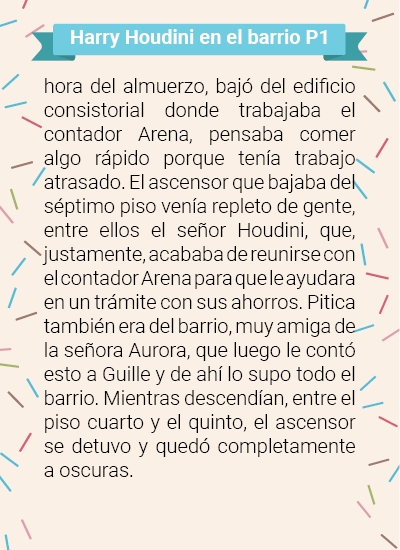 Harry Houdini en el barrio P1
hora del almuerzo, bajó del edificio
consistorial donde trabajaba el
contador Arena, pensaba comer
algo rápido porque tenía trabajo
atrasado. El ascensor que bajaba del
séptimo piso venía repleto de gente,
entre ellos el señor Houdini, que,
justamente, acababa de reunirse con
el contador Arena para que le ayudara
en un trámite con sus ahorros. Pitica
también era del barrio, muy amiga de
la señora Aurora, que luego le contó
esto a Guille y de ahí lo supo todo el
barrio. Mientras descendían, entre el
piso cuarto y el quinto, el ascensor
se detuvo y quedó completamente
a oscuras.